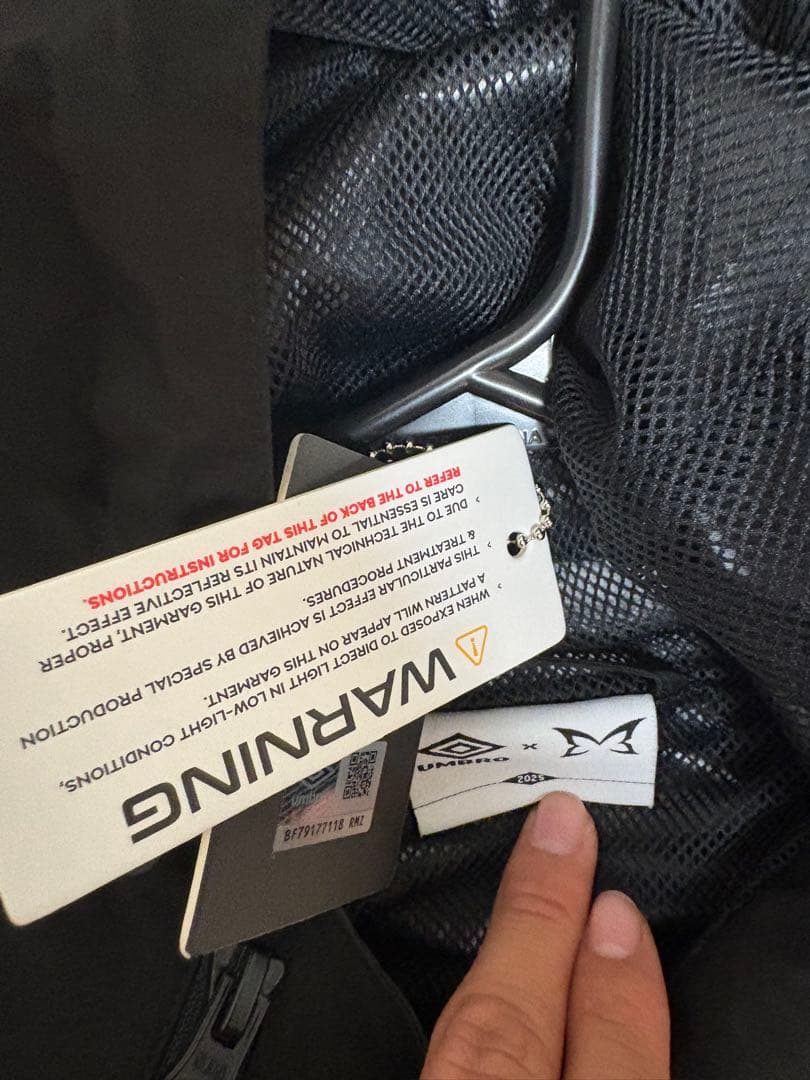 WARNING
WHEN EXPOSED TO DIRECT LIGHT IN LOW-LIGHT CONDITIONS,
A PATTERN WILL APPEAR ON THIS GARMENT.
THIS PARTICULAR EFFECT IS ACHIEVED BY SPECIAL PRODUCTION
& TREATMENT PROCEDURES.
DUE TO THE TECHNICAL NATURE OF THIS GARMENT, PROPER
CARE IS ESSENTIAL TO MAINTAIN ITS REFLECTIVE EFFECT.
REFER TO THE BACK OF THIS TAG FOR INSTRUCTIONS.
umbro
BF79177118 RMZ
UMBRO ×
2025